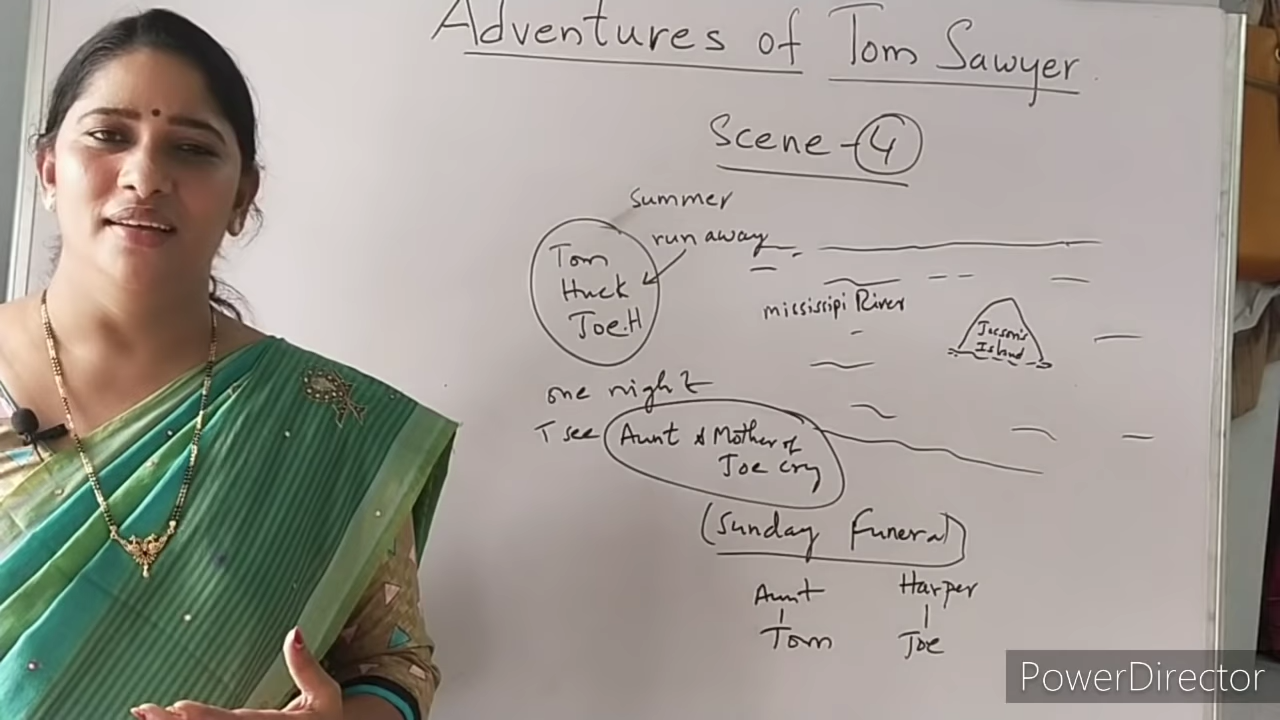 Adventures of Tom Sawyer
Scene - 4
summer
run away
Tom
Huck
Joe.H
mississipi River
Jacson's
Island
one night
T see Aunt & Mother of
Joe cry
(Sunday Funeral)
Aunt Harper
Tom Joe
PowerDirector